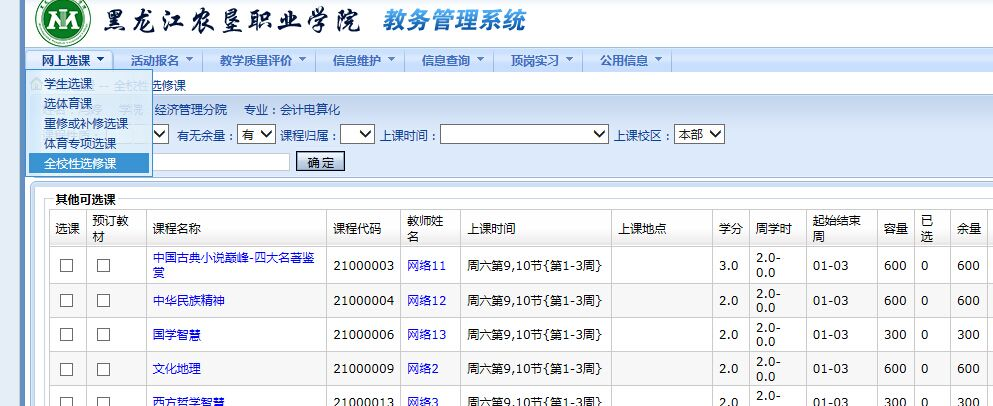 黑龙江农垦职业学院 教务管理系统
网上选课 活动报名 教学质量评价 信息维护 信息查询 顶岗实习 公用信息
学生选课 -- 全校性选修课
选体育课 经济管理分院 专业：会计电算化
重修或补修选课
体育专项选课 有无余量： 有 课程归属： 上课时间： 上课校区： 本部
全校性选修课 确 定
其他可选课
选课 预订教材 课程名称 课程代码 教师姓名 上课时间 上课地点 学分 周学时 起始结束周 容量 已选 余量
中国古典小说巅峰-四大名著鉴赏 21000003 网络11 周六第9,10节{第1-3周} 3.0 2.0-0.0 01-03 600 0 600
中华民族精神 21000004 网络12 周六第9,10节{第1-3周} 2.0 2.0-0.0 01-03 600 0 600
国学智慧 21000006 网络13 周六第9,10节{第1-3周} 2.0 2.0-0.0 01-03 300 0 300
文化地理 21000009 网络2 周六第9,10节{第1-3周} 2.0 2.0-0.0 01-03 600 0 600
西方哲学智慧 21000013 网络3 周六第9,10节{第1-3周} 2.0 2.0- 01-03 300 0 300